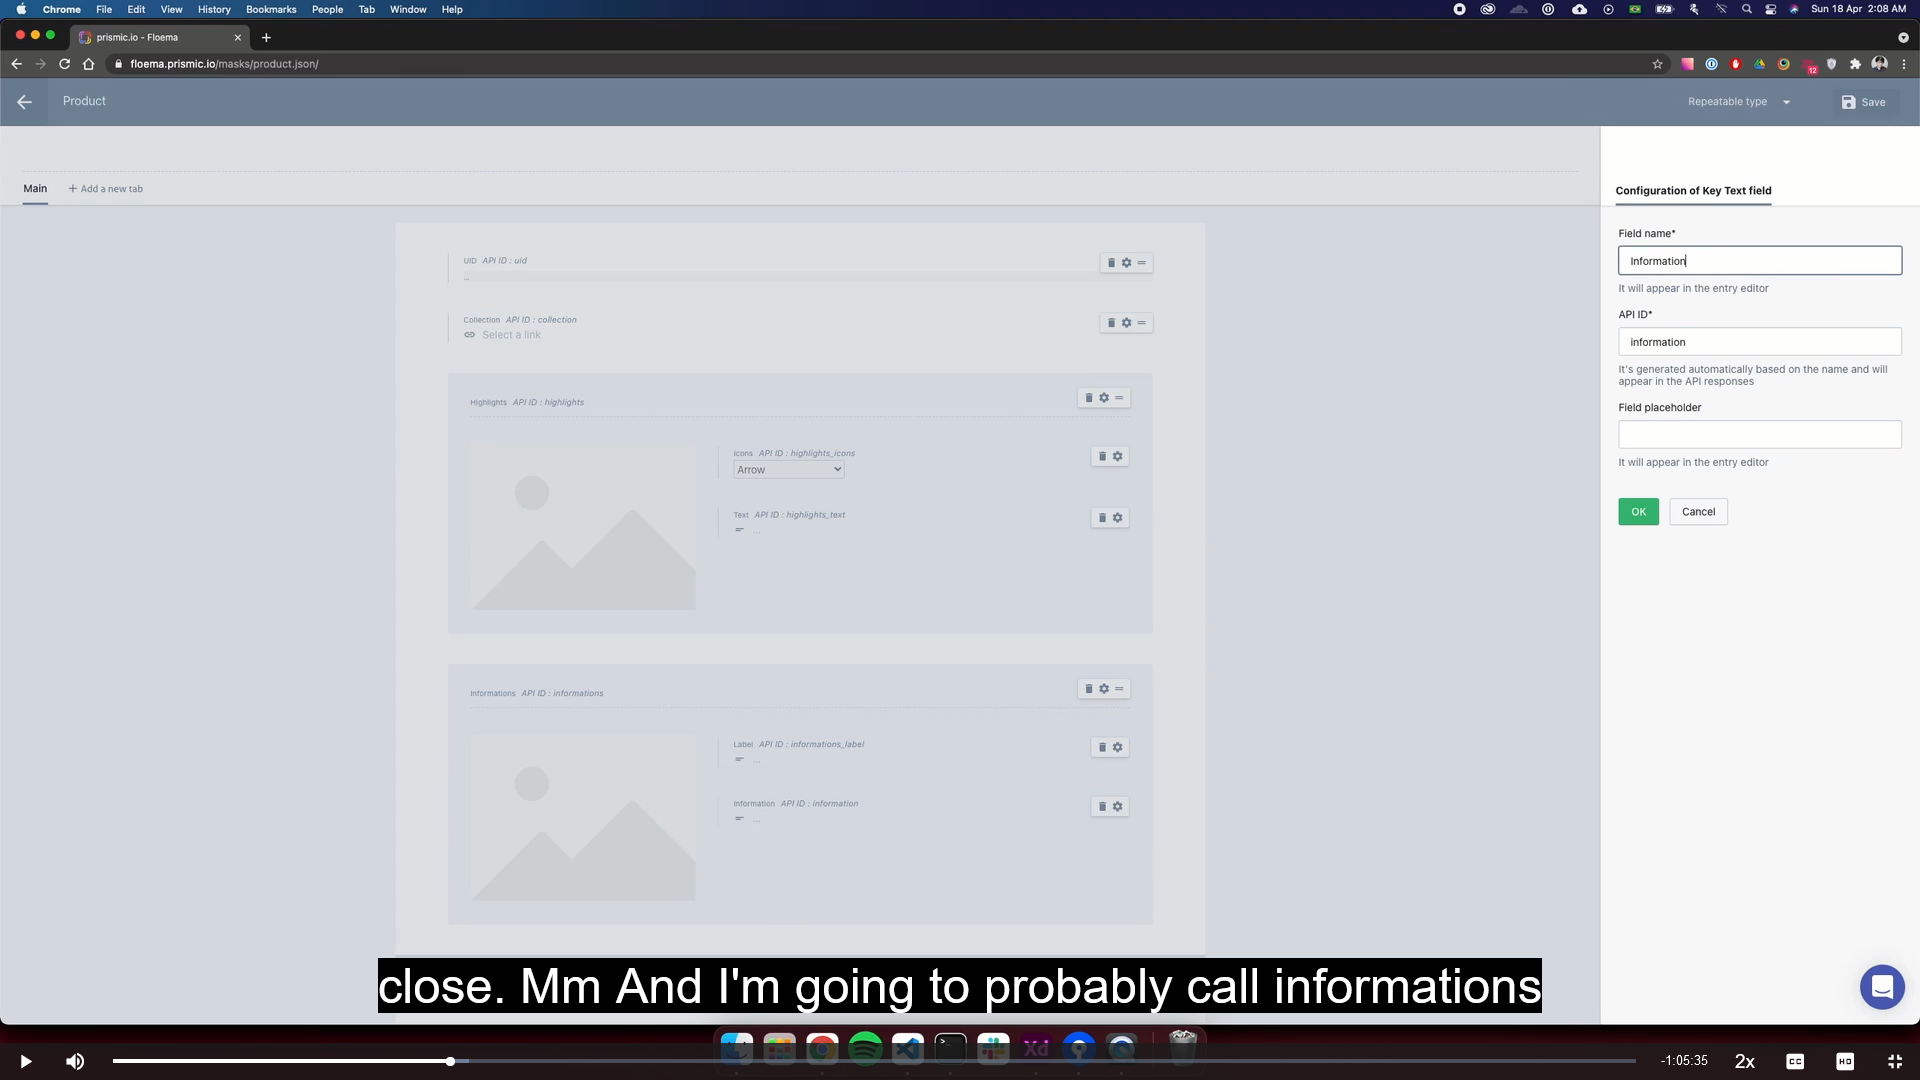 Chrome File Edit View History Bookmarks People Tab Window Help Sun 18 Apr 2:08 AM
prismic.io - Floema
floema.prismic.io/masks/product.json/
12
Product Repeatable type Save
Main + Add a new tab
Configuration of Key Text field
Field name*
Information
It will appear in the entry editor
API ID*
information
It's generated automatically based on the name and will
appear in the API responses
Field placeholder
It will appear in the entry editor
OK Cancel
UID API ID : uid
...
Collection API ID : collection
Select a link
Highlights API ID : highlights
Icons API ID : highlights_icons
Arrow
Text API ID : highlights_text
...
Informations API ID : informations
Label API ID : informations_label
...
Information API ID : information
...
close. Mm And I'm going to probably call informations
Xd
-1:05:35 2x CC HD